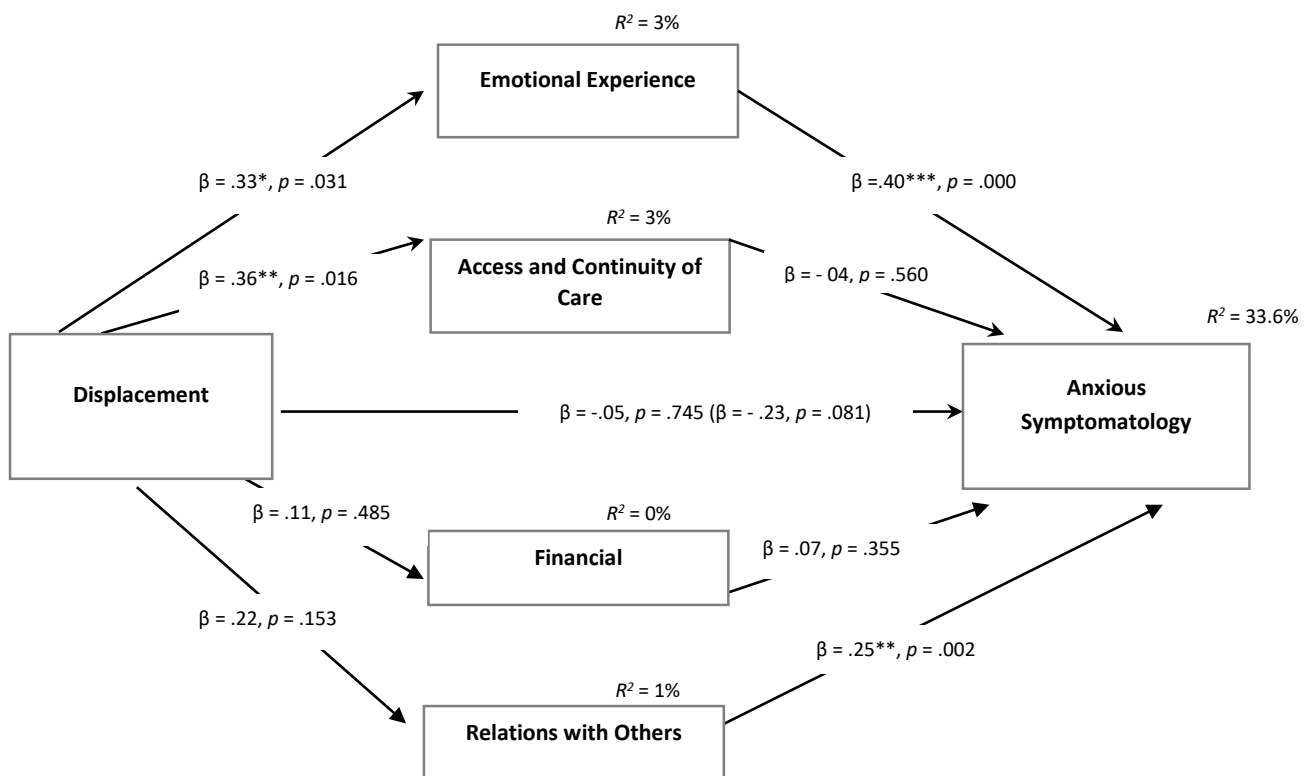 R² = 3%
Emotional Experience
β = .33*, p = .031
β =.40***, p = .000
R² = 3%
β = .36**, p = .016
Access and Continuity of
Care
β = - 04, p = .560
R² = 33.6%
Displacement
β = -.05, p = .745 (β = - .23, p = .081)
Anxious
Symptomatology
β = .11, p = .485
R² = 0%
Financial
β = .07, p = .355
β = .22, p = .153
β = .25**, p = .002
R² = 1%
Relations with Others